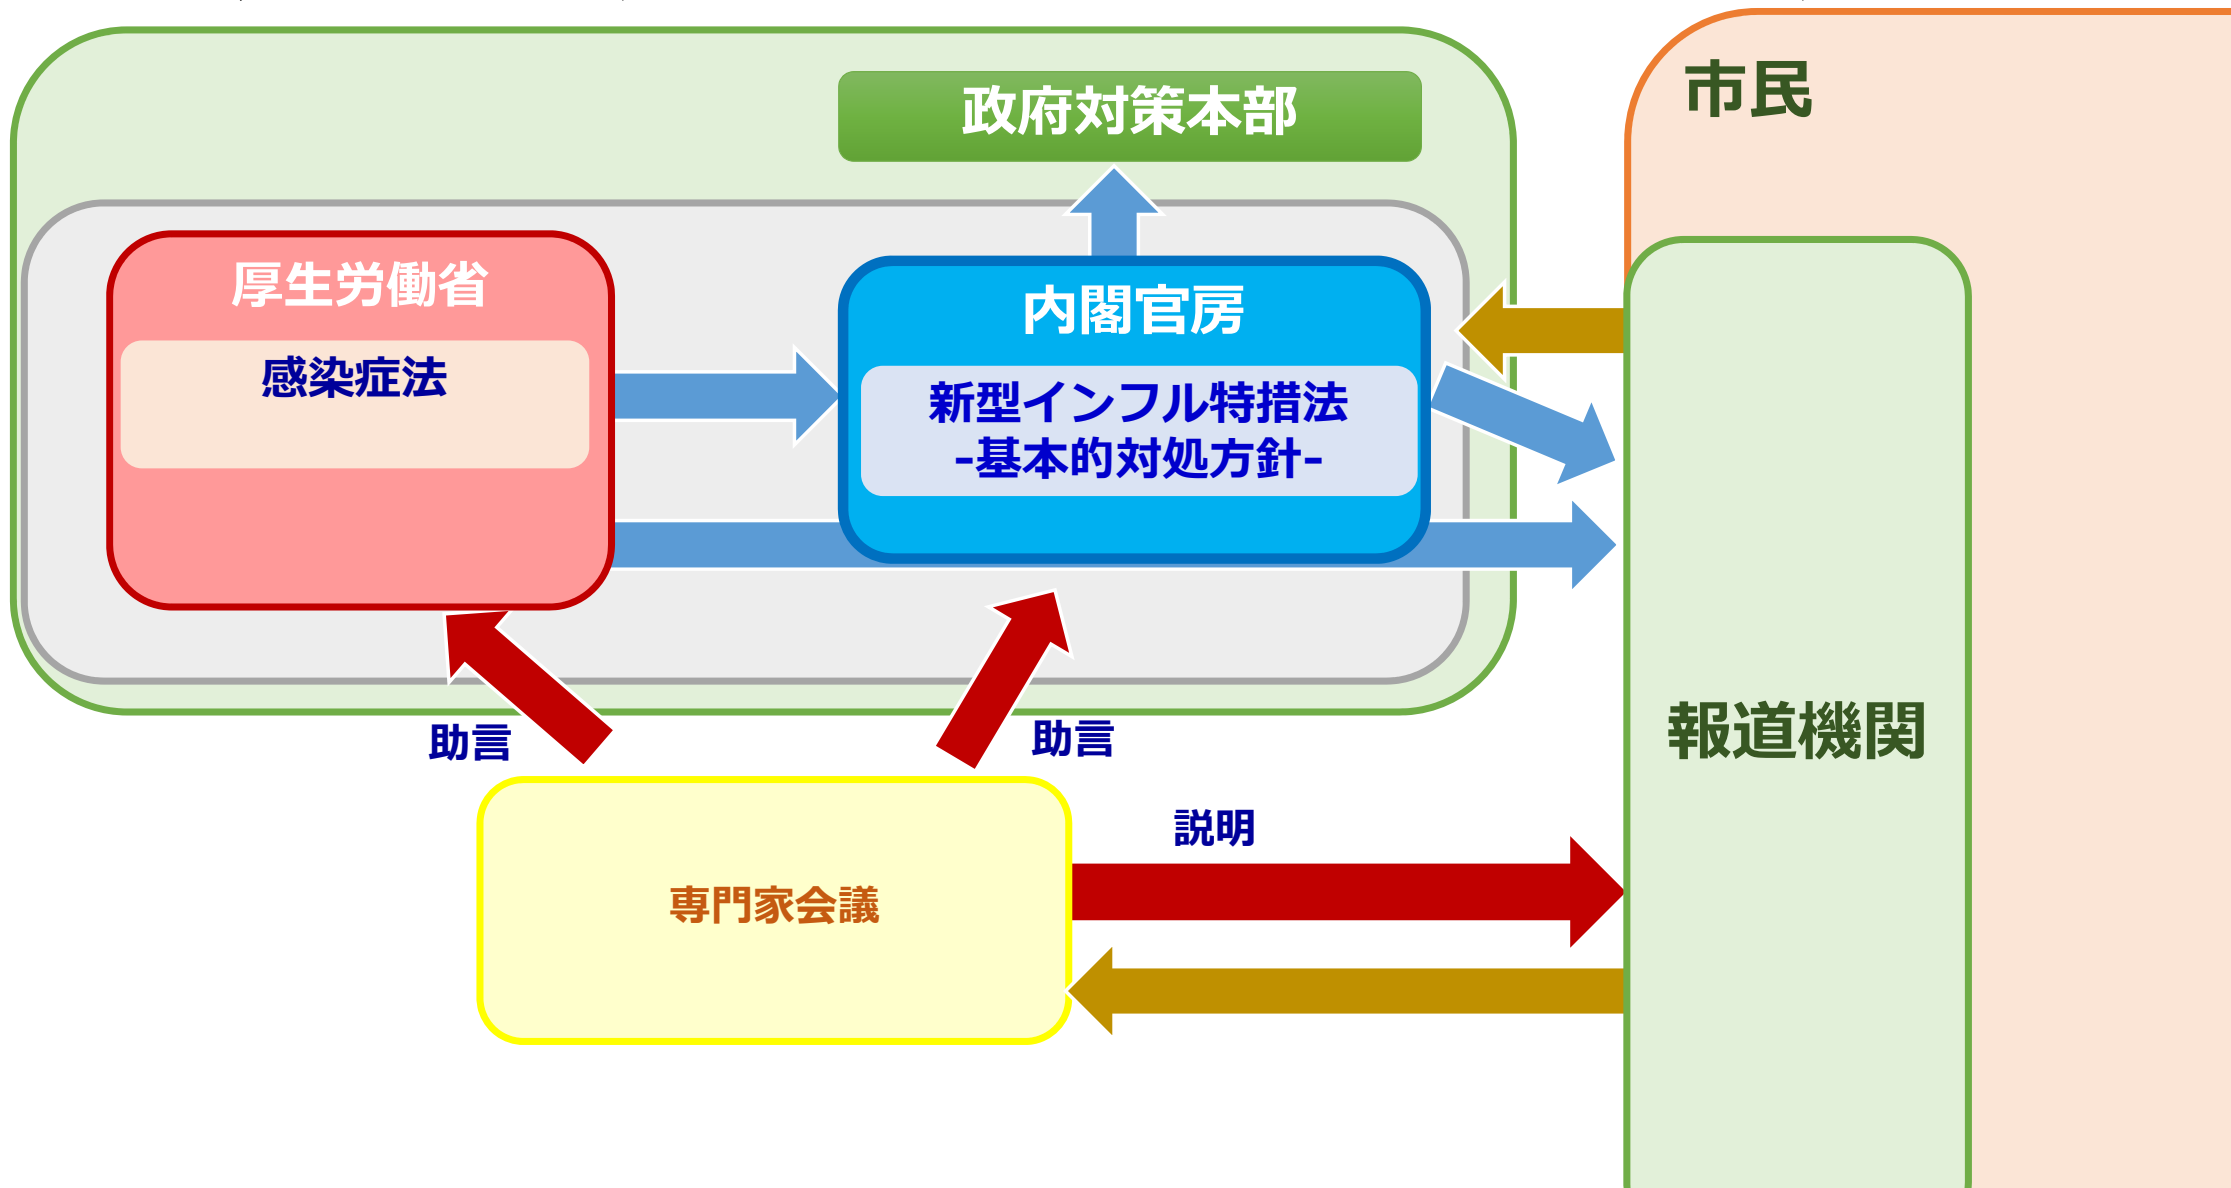 市民
政府対策本部
厚生労働省
感染症法
内閣官房
新型インフル特措法
-基本的対処方針-
報道機関
助言
助言
説明
専門家会議